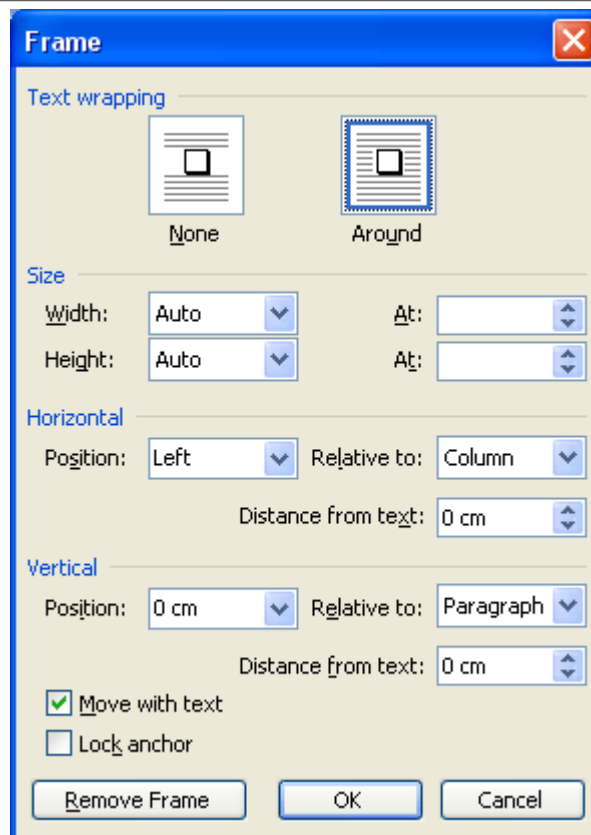 Frame
Text wrapping
None Around
Size
Width: Auto At:
Height: Auto At:
Horizontal
Position: Left Relative to: Column
Distance from text: 0 cm
Vertical
Position: 0 cm Relative to: Paragraph
Distance from text: 0 cm
Move with text
Lock anchor
Remove Frame OK Cancel